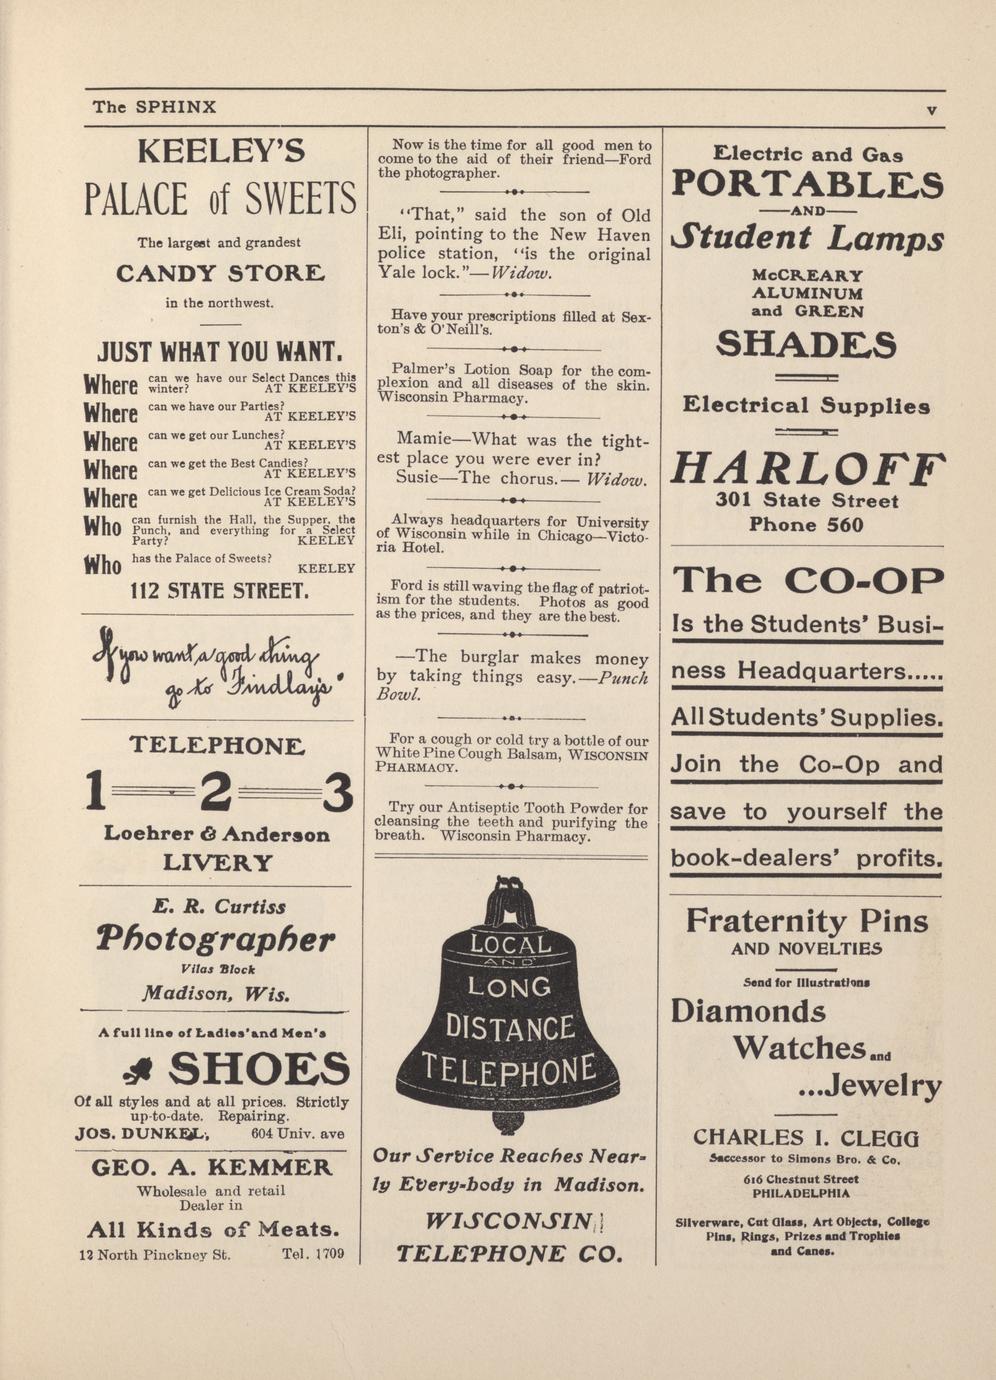 The SPHINX
v
KEELEY'S
PALACE of SWEETS
The largest and grandest
CANDY STORE
in the northwest.
JUST WHAT YOU WANT.
Where can we have our Select Dances this
winter? AT KEELEY'S
Where can we have our Parties?
AT KEELEY'S
Where can we get our Lunches?
AT KEELEY'S
Where can we get the Best Candies?
AT KEELEY'S
Where can we get Delicious Ice Cream Soda?
AT KEELEY'S
Who can furnish the Hall, the Supper, the
Punch, and everything for a Select
Party? KEELEY
Who has the Palace of Sweets?
KEELEY
112 STATE STREET.
If you want a good thing
go to Findlay's
TELEPHONE
1 2 3
Loehrer & Anderson
LIVERY
E. R. Curtiss
Photographer
Vilas Block
Madison, Wis.
A full line of Ladies' and Men's
SHOES
Of all styles and at all prices. Strictly
up-to-date. Repairing.
JOS. DUNKEL, 604 Univ. ave
GEO. A. KEMMER
Wholesale and retail
Dealer in
All Kinds of Meats.
12 North Pinckney St. Tel. 1709
Now is the time for all good men to
come to the aid of their friend—Ford
the photographer.
"That," said the son of Old
Eli, pointing to the New Haven
police station, "is the original
Yale lock."—Widow.
Have your prescriptions filled at Sex-
ton's & O'Neill's.
Palmer's Lotion Soap for the com-
plexion and all diseases of the skin.
Wisconsin Pharmacy.
Mamie—What was the tight-
est place you were ever in?
Susie—The chorus.—Widow.
Always headquarters for University
of Wisconsin while in Chicago—Victo-
ria Hotel.
Ford is still waving the flag of patriot-
ism for the students. Photos as good
as the prices, and they are the best.
—The burglar makes money
by taking things easy.—Punch
Bowl.
For a cough or cold try a bottle of our
White Pine Cough Balsam, WISCONSIN
PHARMACY.
Try our Antiseptic Tooth Powder for
cleansing the teeth and purifying the
breath. Wisconsin Pharmacy.
LOCAL
AND
LONG
DISTANCE
TELEPHONE
Our Service Reaches Near-
ly Every-body in Madison.
WISCONSIN
TELEPHONE CO.
Electric and Gas
PORTABLES
—AND—
Student Lamps
McCREARY
ALUMINUM
and GREEN
SHADES
Electrical Supplies
HARLOFF
301 State Street
Phone 560
The CO-OP
Is the Students' Busi-
ness Headquarters.....
All Students' Supplies.
Join the Co-Op and
save to yourself the
book-dealers' profits.
Fraternity Pins
AND NOVELTIES
Send for Illustrations
Diamonds
Watches and
...Jewelry
CHARLES I. CLEGG
Successor to Simons Bro. & Co.
616 Chestnut Street
PHILADELPHIA
Silverware, Cut Glass, Art Objects, College
Pins, Rings, Prizes and Trophies
and Canes.